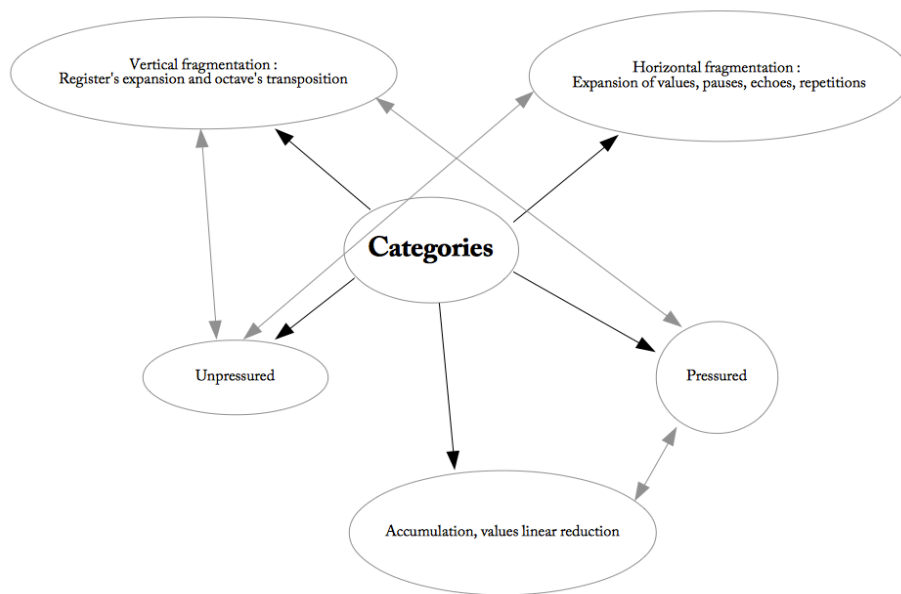 Vertical fragmentation :
Register's expansion and octave's transposition
Horizontal fragmentation :
Expansion of values, pauses, echoes, repetitions
Categories
Unpressured
Pressured
Accumulation, values linear reduction